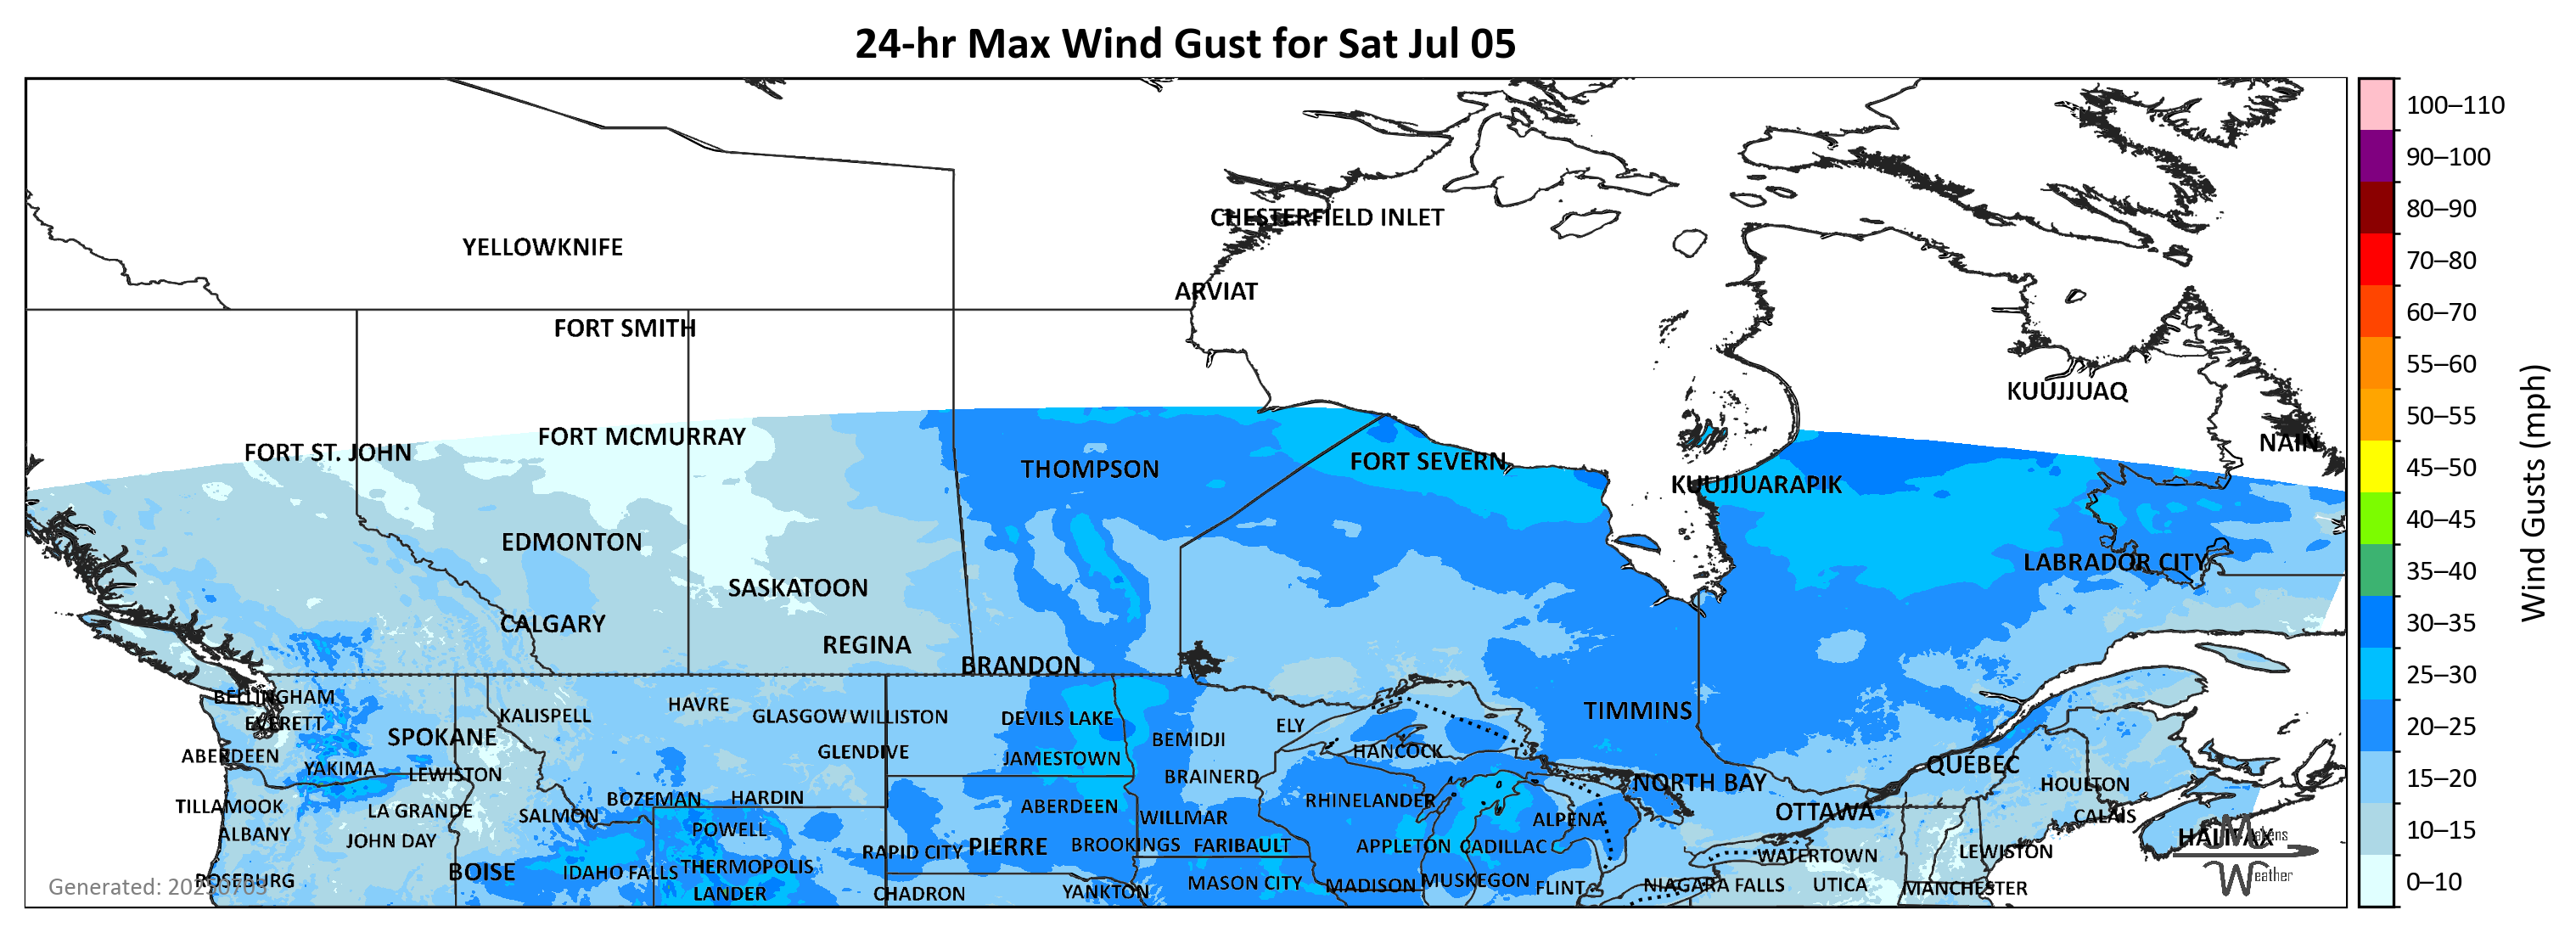 24-hr Max Wind Gust for Sat Jul 05
100–110
90–100
80–90
70–80
60–70
55–60
50–55
45–50
40–45
35–40
30–35
25–30
20–25
15–20
10–15
0–10
Wind Gusts (mph)
CHESTERFIELD INLET
YELLOWKNIFE
ARVIAT
FORT SMITH
KUUJJUAQ
FORT MCMURRAY
NAIN
FORT ST. JOHN
FORT SEVERN
THOMPSON
KUUJJUARAPIK
EDMONTON
LABRADOR CITY
SASKATOON
CALGARY
REGINA
BRANDON
BELLINGHAM
HAVRE
TIMMINS
KALISPELL
GLASGOW
WILLISTON
DEVILS LAKE
EVERETT
ELY
SPOKANE
BEMIDJI
HANCOCK
GLENDIVE
ABERDEEN
JAMESTOWN
QUEBEC
YAKIMA
LEWISTON
BRAINERD
NORTH BAY
HOULTON
BOZEMAN
HARDIN
RHINELANDER
TILLAMOOK
LA GRANDE
ABERDEEN
SALMON
WILLMAR
OTTAWA
CALAIS
ALPENA
POWELL
ALBANY
HALIFAX
JOHN DAY
RAPID CITY
PIERRE
BROOKINGS
FARIBAULT
APPLETON
CADILLAC
LEWISTON
WATERTOWN
THERMOPOLIS
BOISE
IDAHO FALLS
ROSEBURG
MUSKEGON
MASON CITY
MADISON
NIAGARA FALLS
UTICA
FLINT
MANCHESTER
LANDER
CHADRON
YANKTON
Generated: 20250703
Makens
Weather